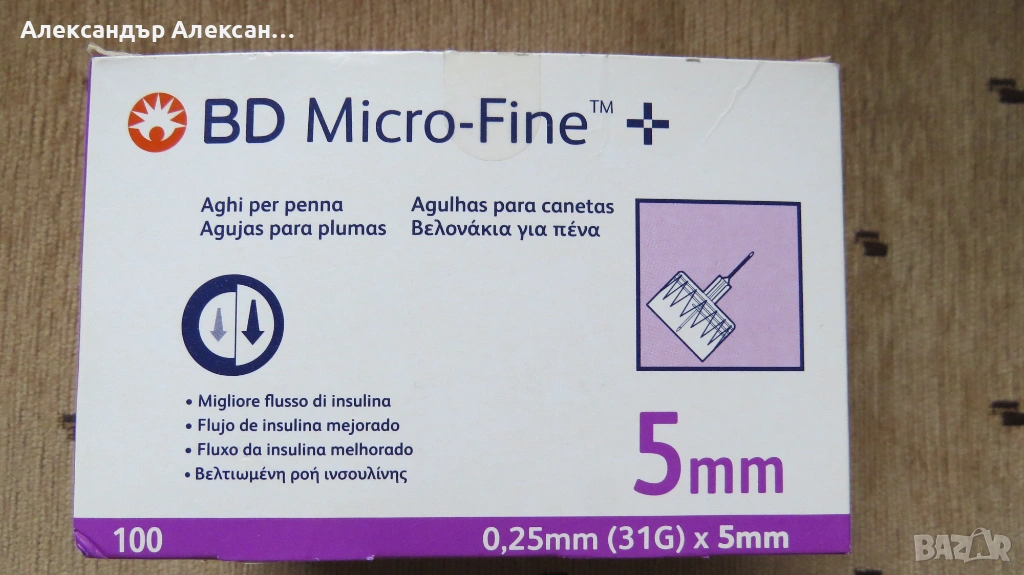 Александър Алексан...
BD Micro-Fine™ +
Aghi per penna
Agujas para plumas
Agulhas para canetas
Βελονάκια για πένα
• Migliore flusso di insulina
• Flujo de insulina mejorado
• Fluxo da insulina melhorado
• Βελτιωμένη ροή ινσουλίνης
5mm
100
0,25mm (31G) x 5mm
BAZAR